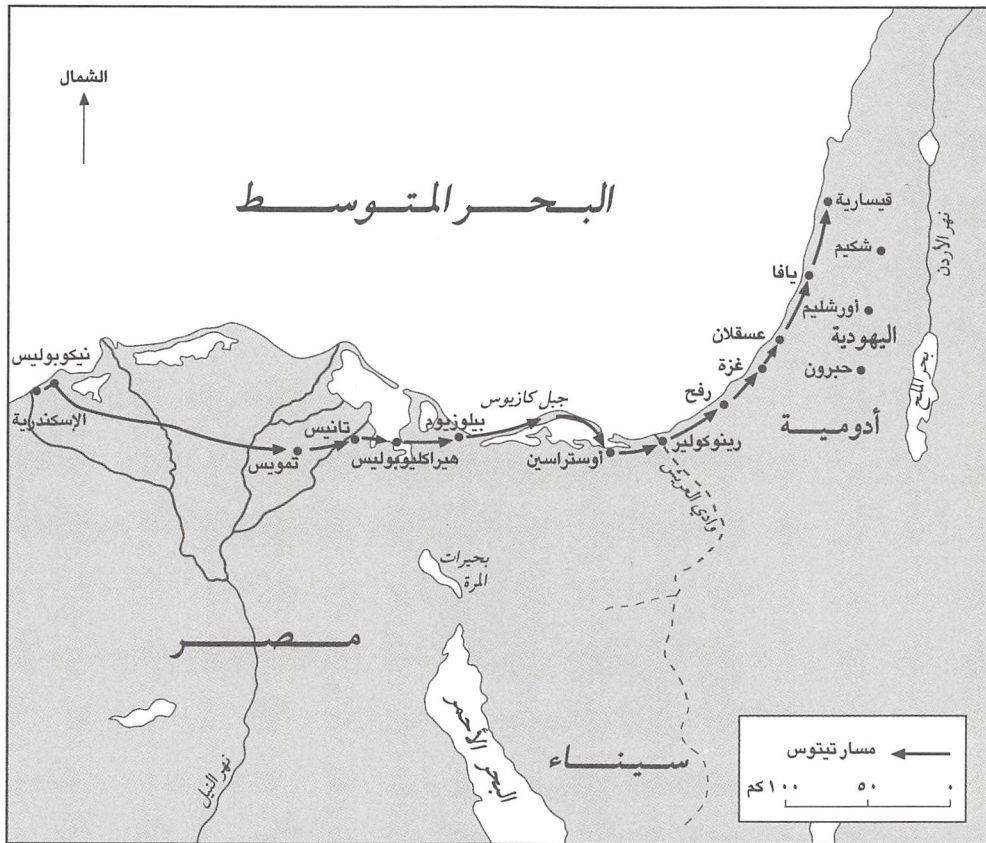 الشمال
البحر المتوسط
قيسارية
شكيم
نهر الأردن
يافا
أورشليم
اليهودية
عسقلان
بحر الملح
حبرون
غزة
رفح
أدومية
نيكوبوليس
الإسكندرية
جبل كازيوس
بيلوزيوم
تانيس
تمويس
هيراكليوبوليس
أوستراسين
رينوكولير
وادي العريش
بحيرات
المرة
مصر
نهر النيل
البحر الأحمر
سيناء
مسار تيتوس
١٠٠ كم ٥٠ ٠